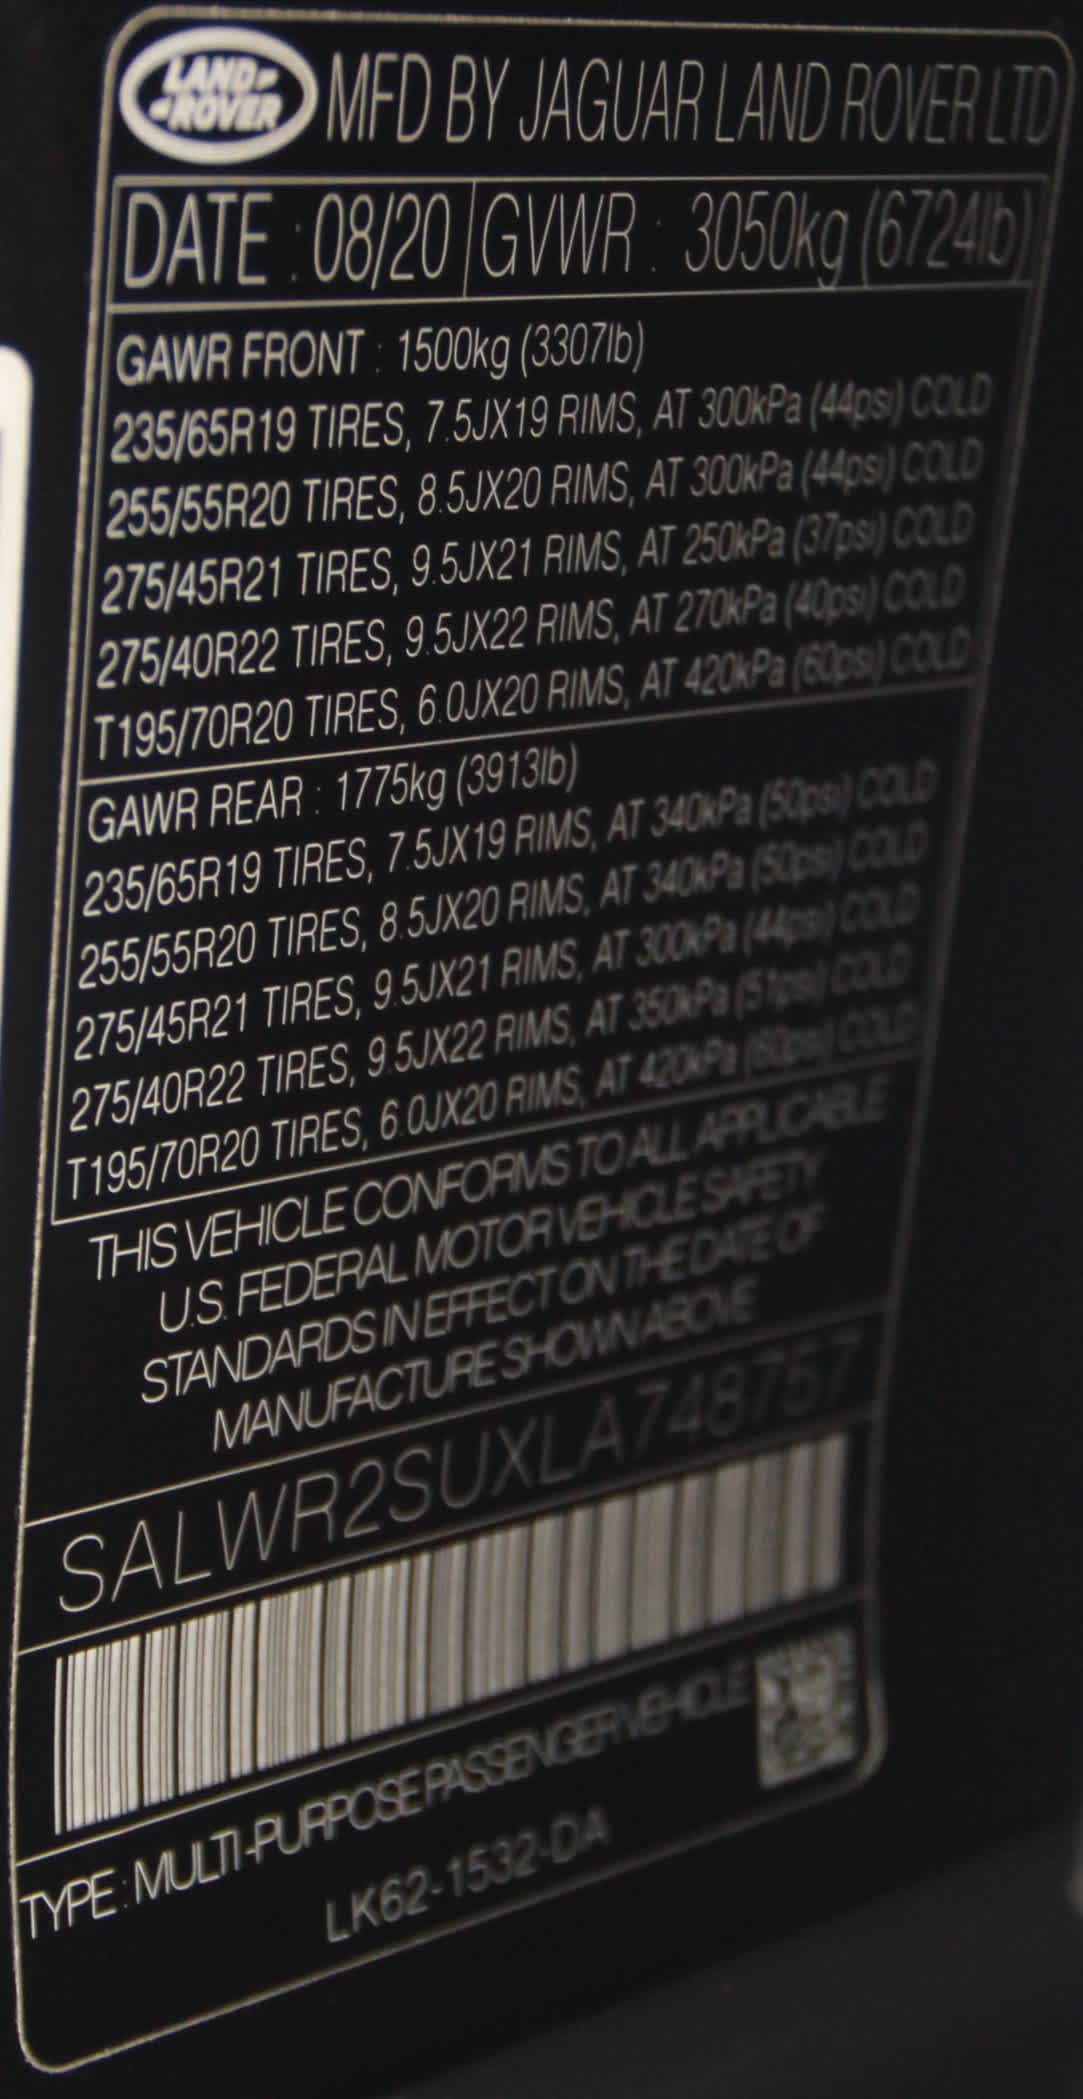 LAND ROVER MFD BY JAGUAR LAND ROVER LTD
DATE : 08/20 GVWR : 3050kg (6724lb)
GAWR FRONT : 1500kg (3307lb)
235/65R19 TIRES, 7.5JX19 RIMS, AT 300kPa (44psi) COLD
255/55R20 TIRES, 8.5JX20 RIMS, AT 300kPa (44psi) COLD
275/45R21 TIRES, 9.5JX21 RIMS, AT 250kPa (37psi) COLD
275/40R22 TIRES, 9.5JX22 RIMS, AT 270kPa (40psi) COLD
T195/70R20 TIRES, 6.0JX20 RIMS, AT 420kPa (60psi) COLD
GAWR REAR : 1775kg (3913lb)
235/65R19 TIRES, 7.5JX19 RIMS, AT 340kPa (50psi) COLD
255/55R20 TIRES, 8.5JX20 RIMS, AT 340kPa (50psi) COLD
275/45R21 TIRES, 9.5JX21 RIMS, AT 300kPa (44psi) COLD
275/40R22 TIRES, 9.5JX22 RIMS, AT 350kPa (51psi) COLD
T195/70R20 TIRES, 6.0JX20 RIMS, AT 420kPa (60psi) COLD
THIS VEHICLE CONFORMS TO ALL APPLICABLE
U.S. FEDERAL MOTOR VEHICLE SAFETY
STANDARDS IN EFFECT ON THE DATE OF
MANUFACTURE SHOWN ABOVE
SALWR2SUXLA748757
TYPE : MULTI-PURPOSE PASSENGER VEHICLE
LK62-1532-DA